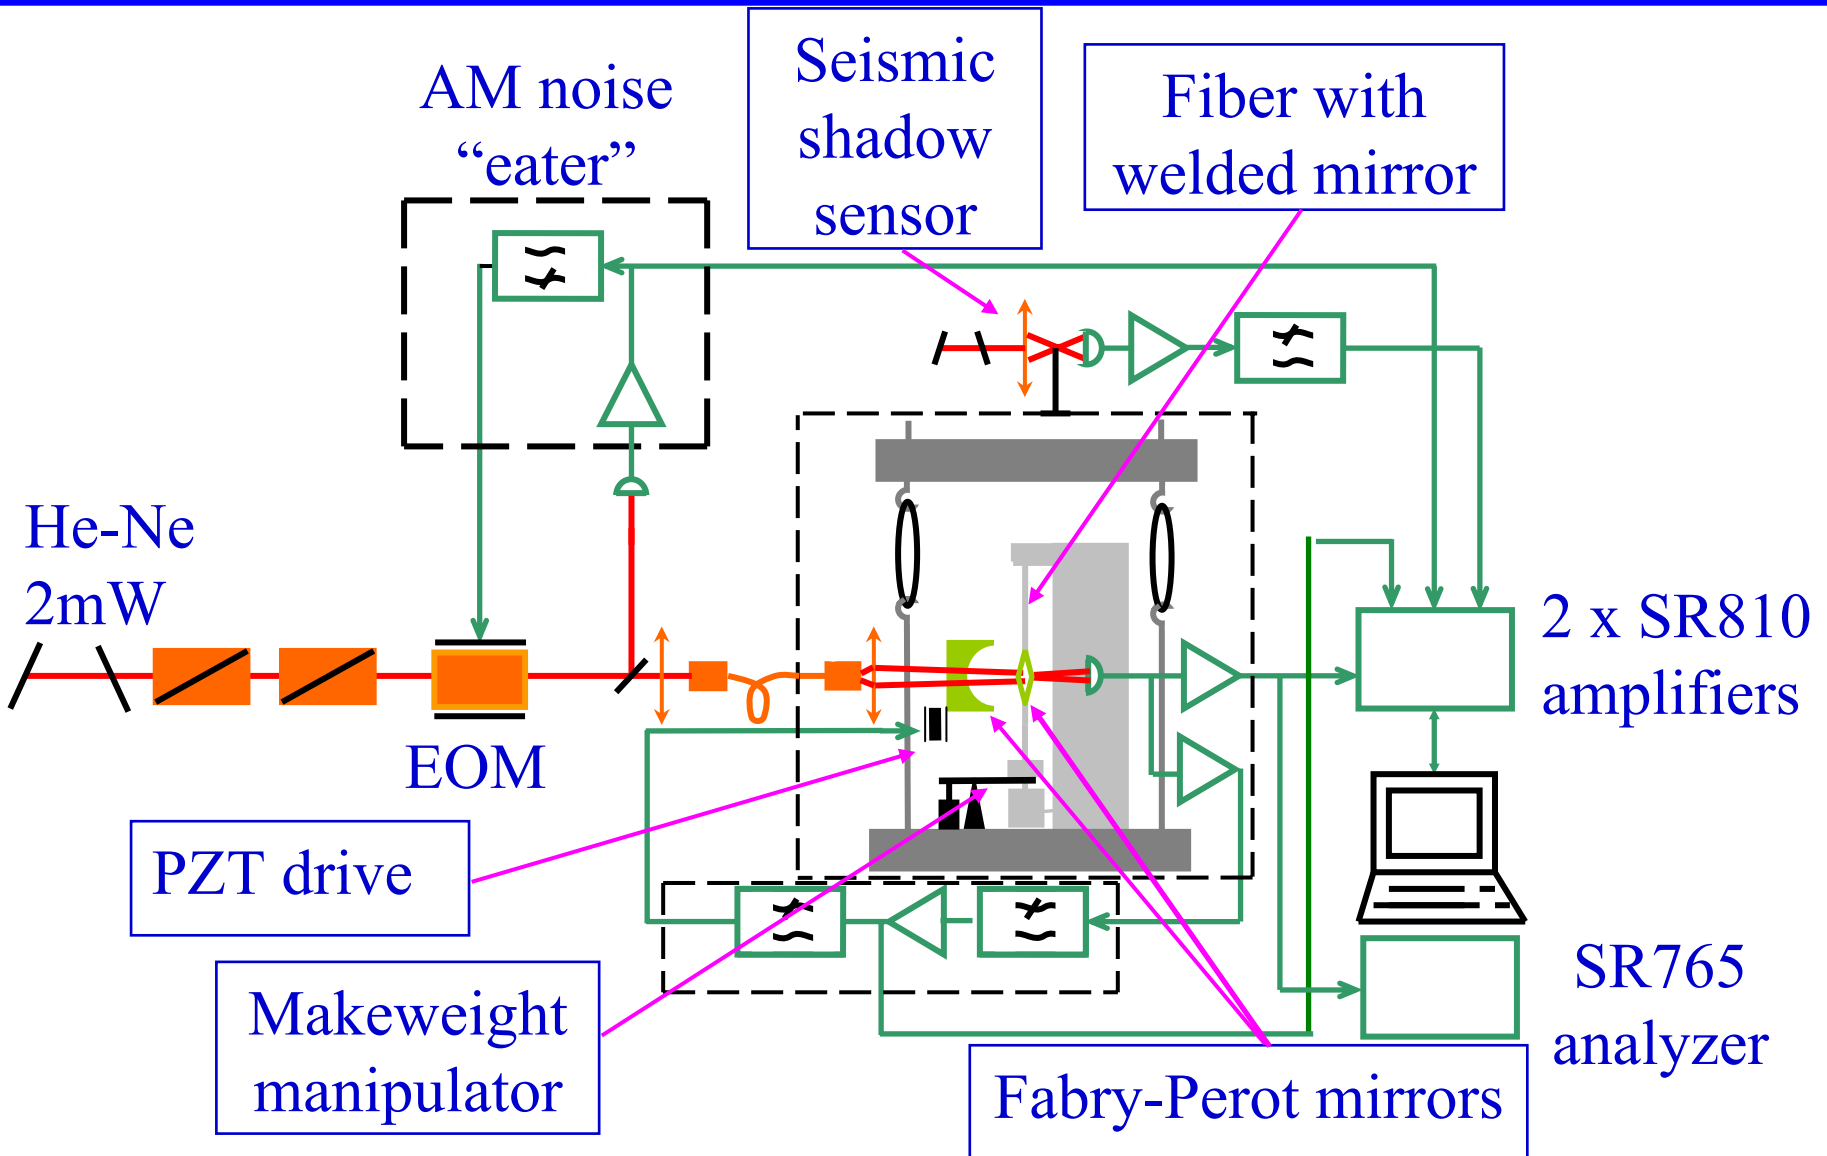 AM noise
“eater”
Seismic
shadow
sensor
Fiber with
welded mirror
He-Ne
2mW
EOM
2 x SR810
amplifiers
PZT drive
Makeweight
manipulator
Fabry-Perot mirrors
SR765
analyzer